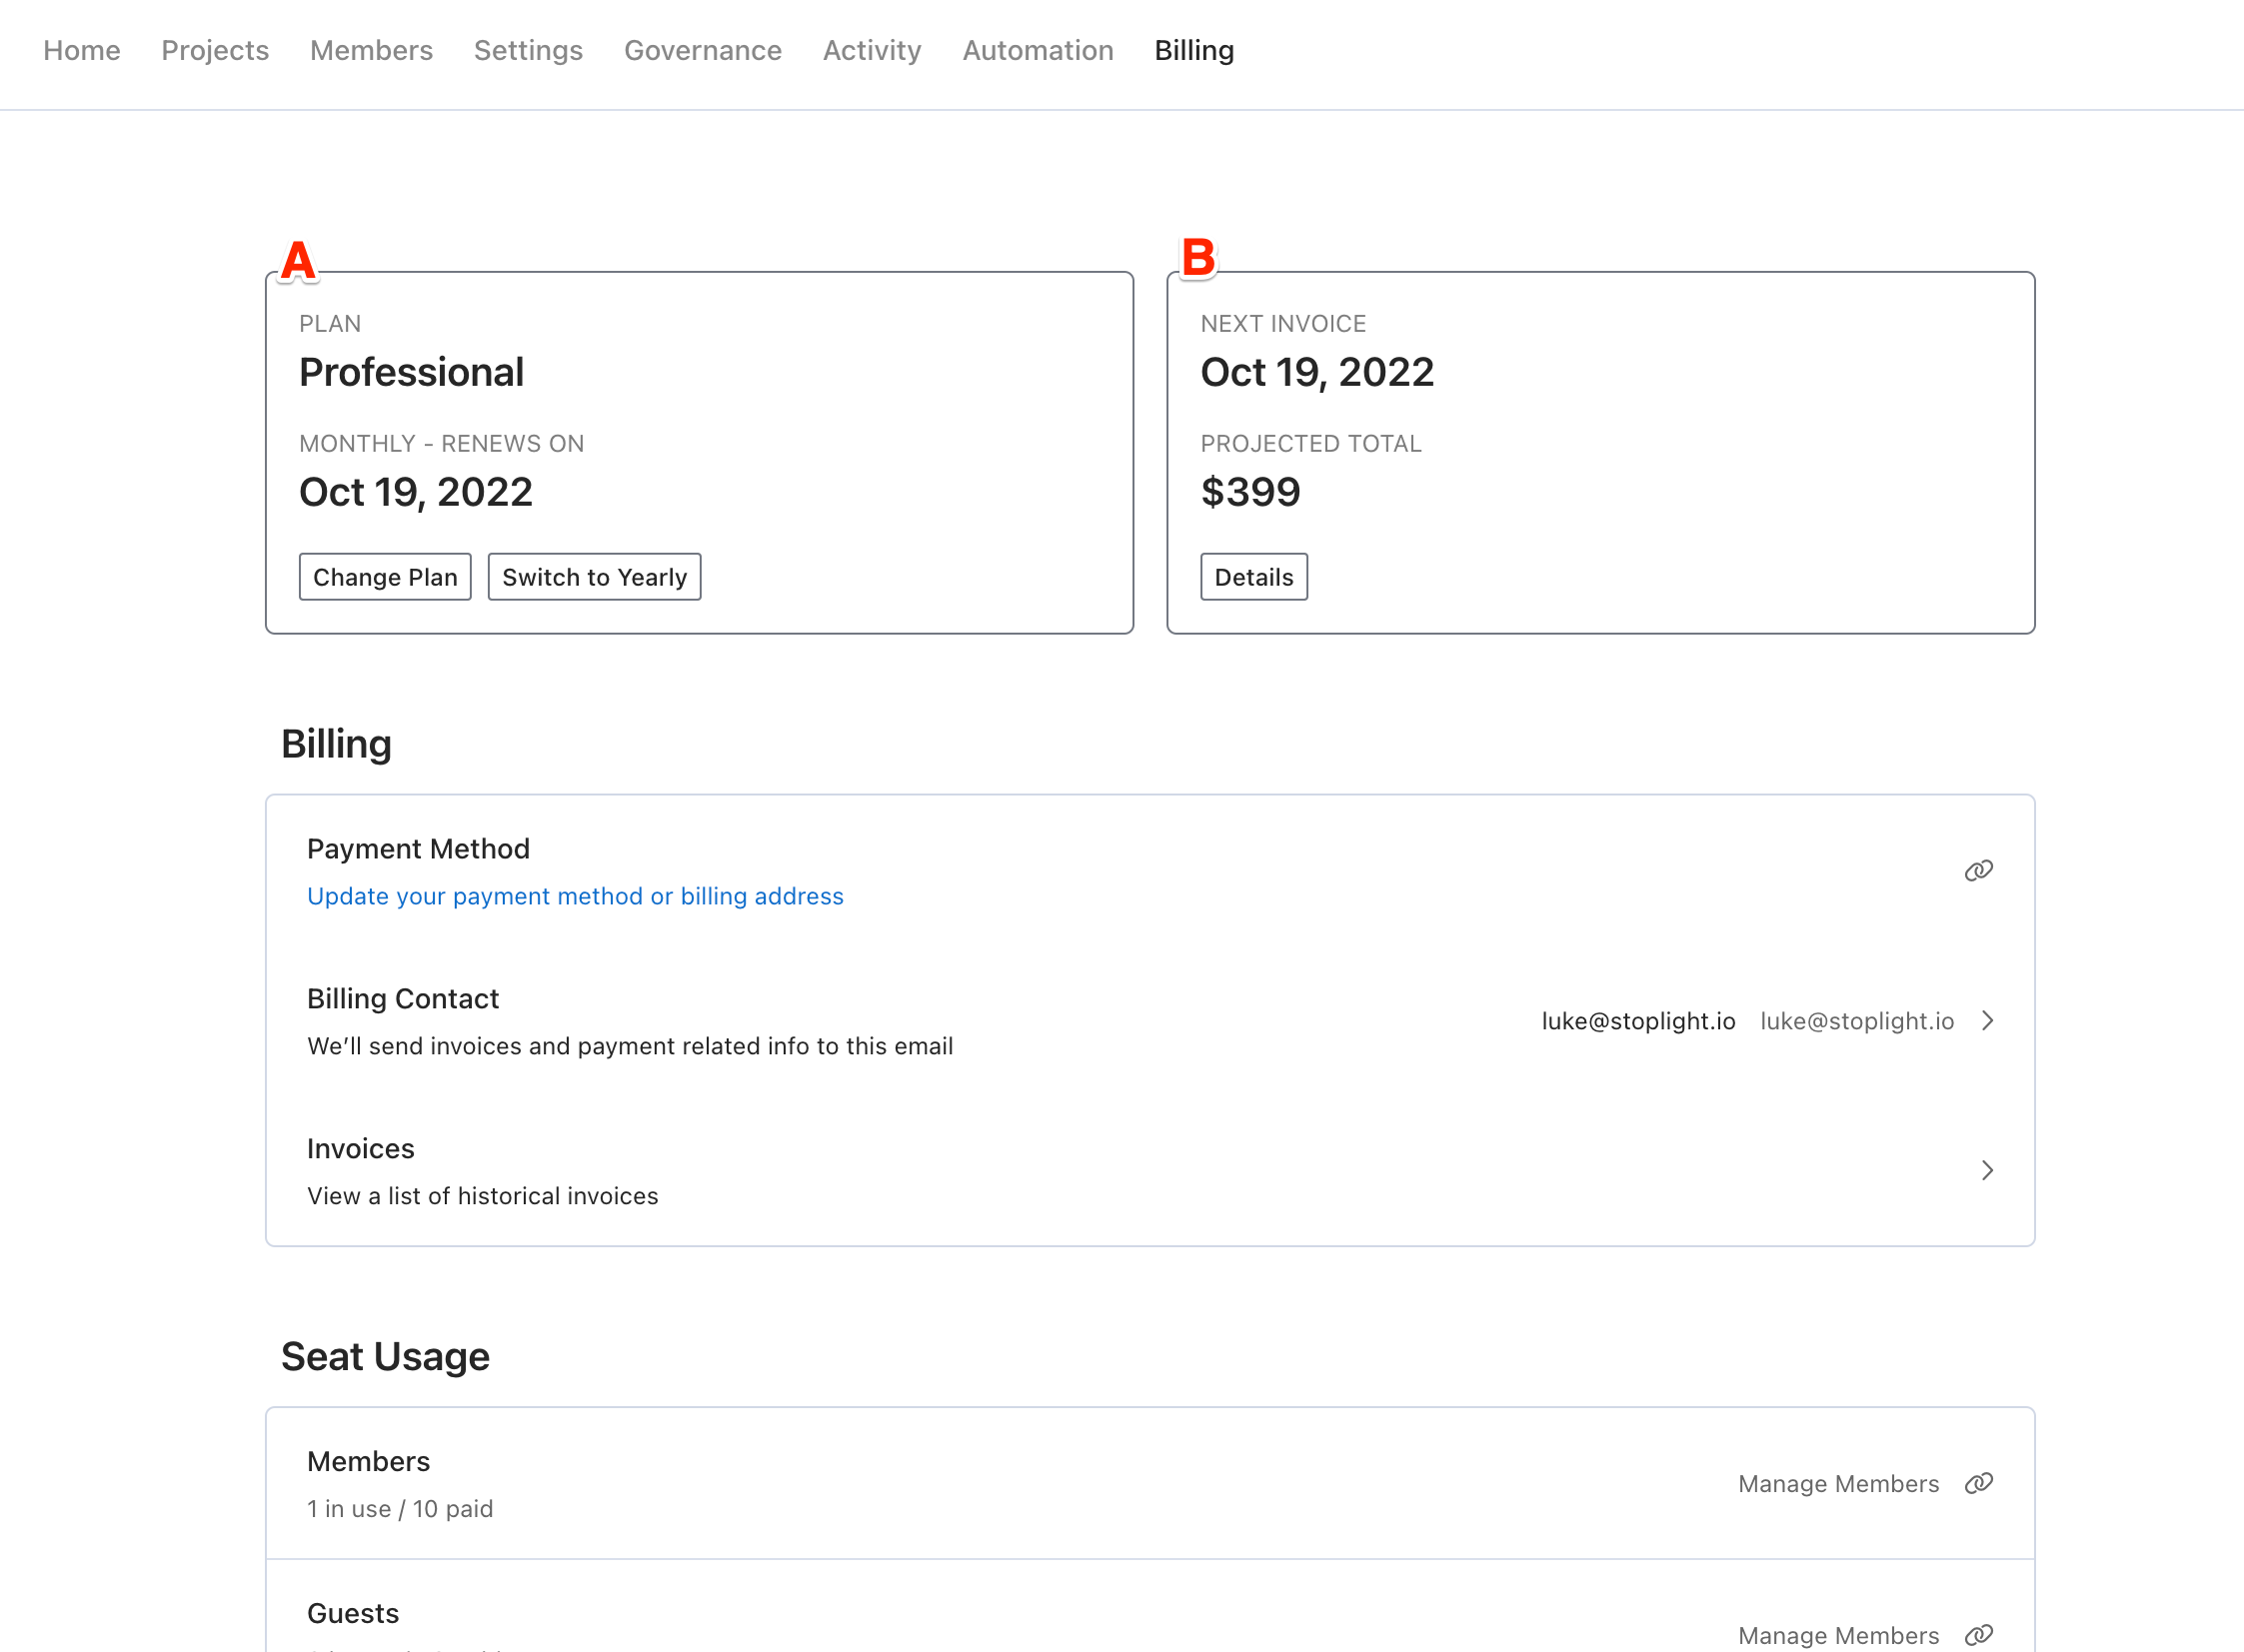 Home Projects Members Settings Governance Activity Automation Billing
A
PLAN
Professional
MONTHLY - RENEWS ON
Oct 19, 2022
Change Plan Switch to Yearly
B
NEXT INVOICE
Oct 19, 2022
PROJECTED TOTAL
$399
Details
Billing
Payment Method
Update your payment method or billing address
Billing Contact
We’ll send invoices and payment related info to this email
luke@stoplight.io luke@stoplight.io
Invoices
View a list of historical invoices
Seat Usage
Members
1 in use / 10 paid
Manage Members
Guests
Manage Members